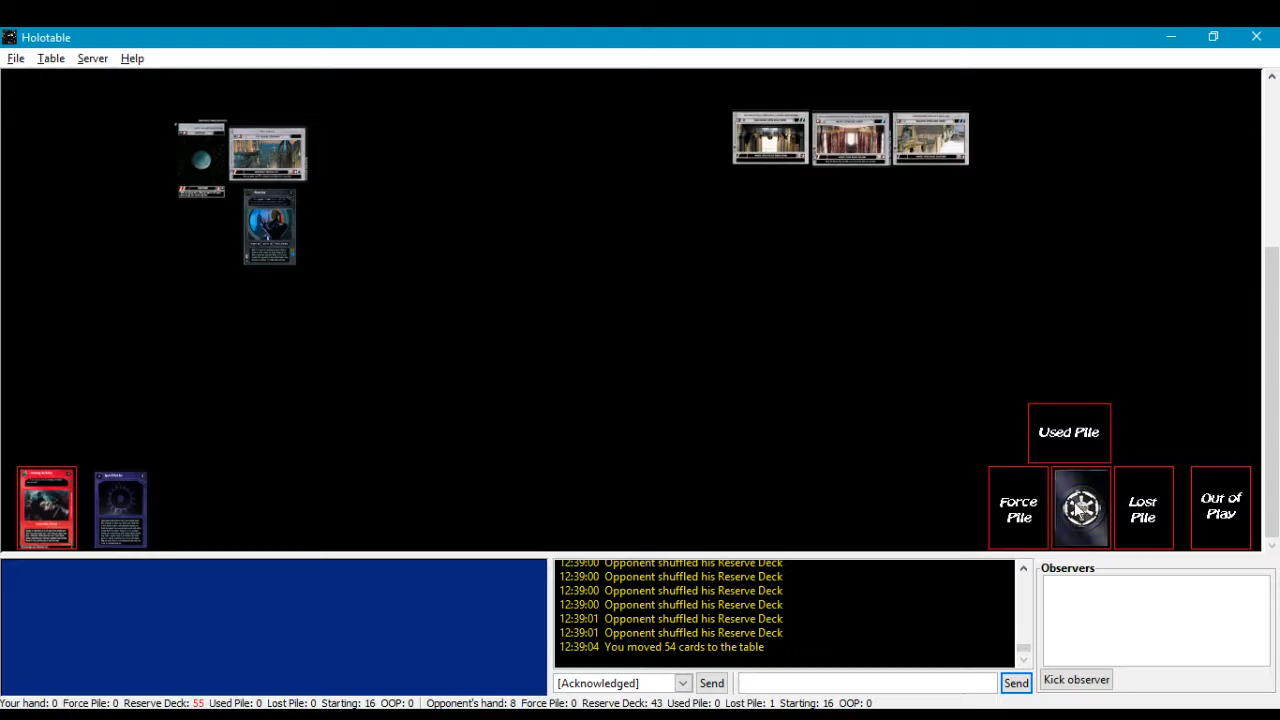 Holotable
File Table Server Help
Used Pile
Force Pile
Lost Pile
Out of Play
12:39:00 Opponent shuffled his Reserve Deck
12:39:00 Opponent shuffled his Reserve Deck
12:39:00 Opponent shuffled his Reserve Deck
12:39:00 Opponent shuffled his Reserve Deck
12:39:01 Opponent shuffled his Reserve Deck
12:39:01 Opponent shuffled his Reserve Deck
12:39:04 You moved 54 cards to the table
Observers
[Acknowledged] Send Send Kick observer
Your hand: 0 Force Pile: 0 Reserve Deck: 55 Used Pile: 0 Lost Pile: 0 Starting: 16 OOP: 0 Opponent's hand: 8 Force Pile: 0 Reserve Deck: 43 Used Pile: 0 Lost Pile: 1 Starting: 16 OOP: 0